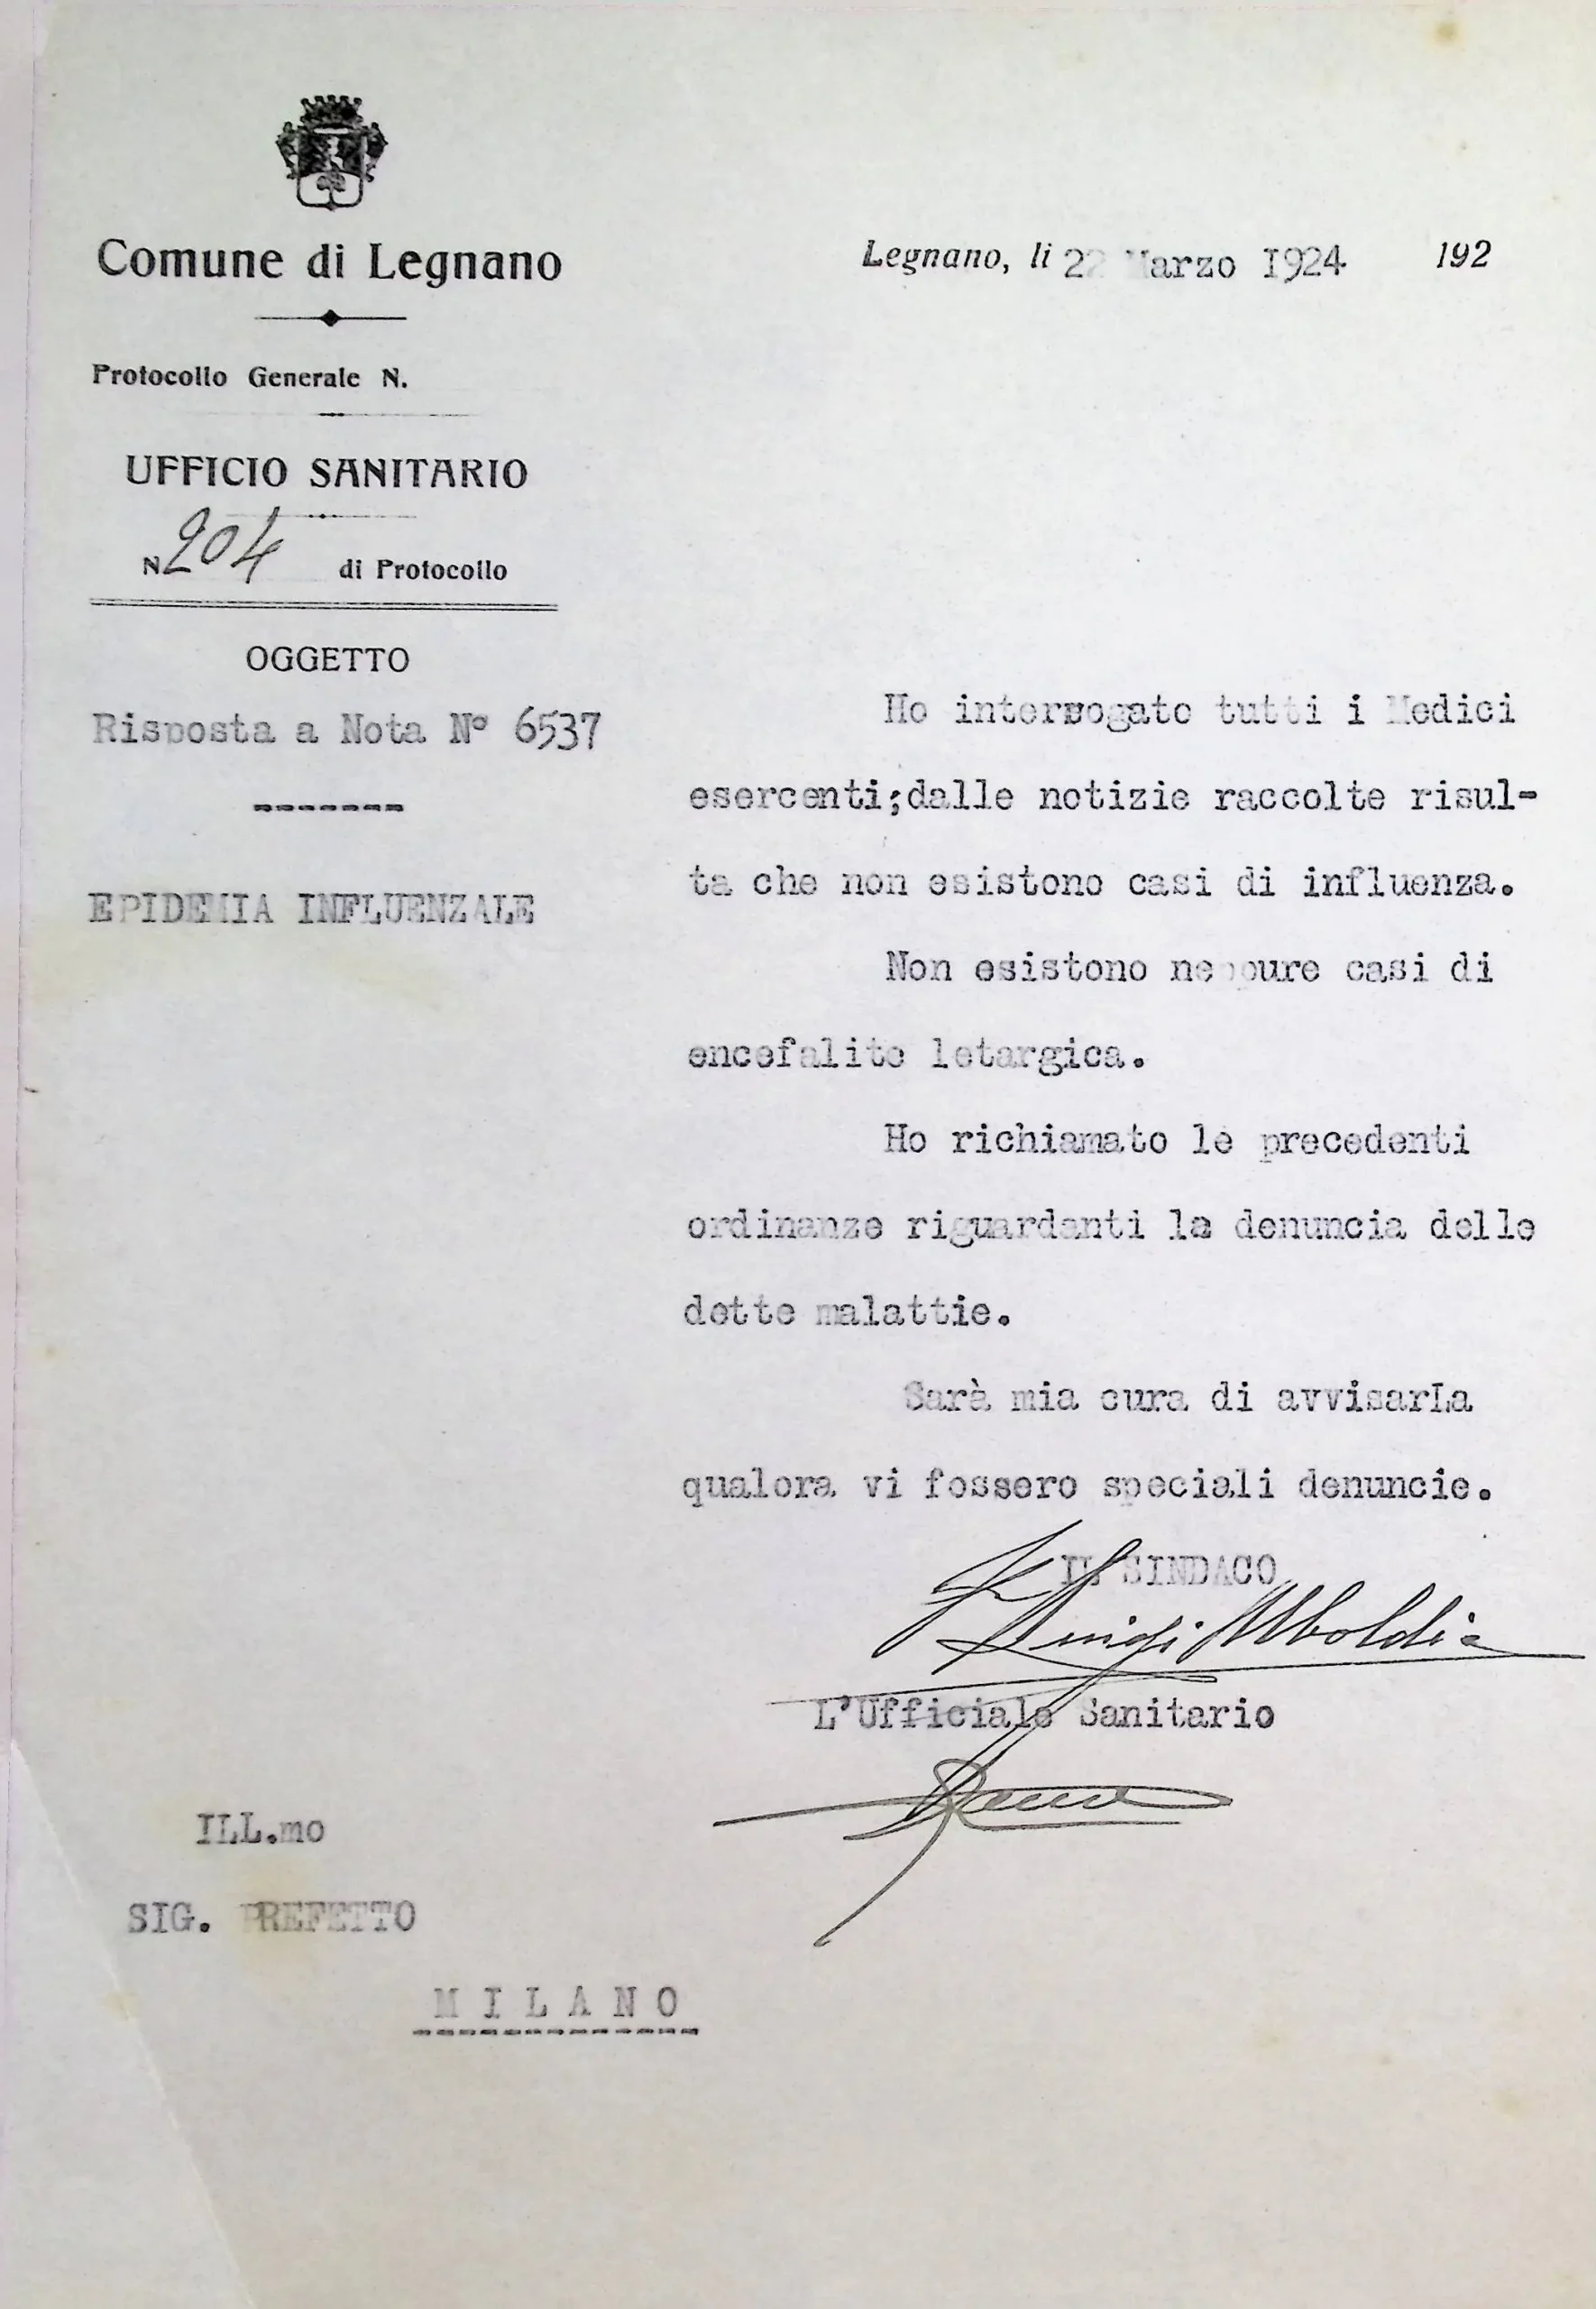 Comune di Legnano
Legnano, li 22 Marzo 1924 192
Protocollo Generale N.
UFFICIO SANITARIO
N 204 di Protocollo
OGGETTO
Risposta a Nota N° 6537
-------
EPIDEMIA INFLUENZALE
Ho interrogato tutti i Medici
esercenti;dalle notizie raccolte risul-
ta che non esistono casi di influenza.
Non esistono neppure casi di
encefalite letargica.
Ho richiamato le precedenti
ordinanze riguardanti la denuncia delle
dette malattie.
Sarà mia cura di avvisarLa
qualora vi fossero speciali denuncie.
IL SINDACO
Luigi
L'Ufficiale Sanitario
ILL.mo
SIG. PREFETTO
MILANO